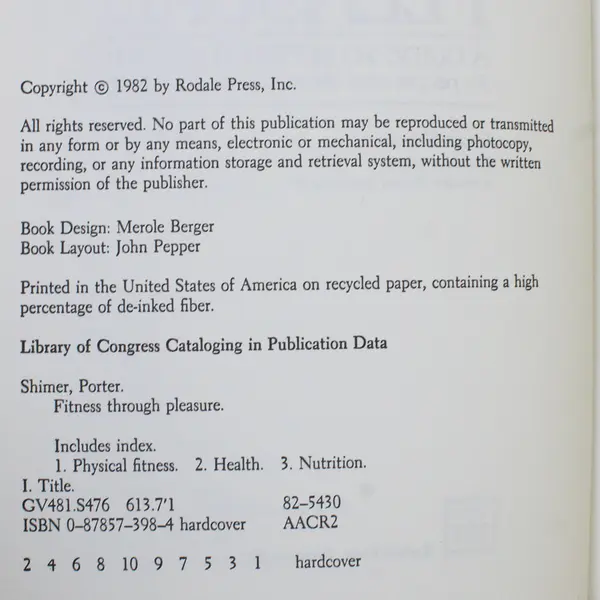 Copyright © 1982 by Rodale Press, Inc.
All rights reserved. No part of this publication may be reproduced or transmitted
in any form or by any means, electronic or mechanical, including photocopy,
recording, or any information storage and retrieval system, without the written
permission of the publisher.
Book Design: Merole Berger
Book Layout: John Pepper
Printed in the United States of America on recycled paper, containing a high
percentage of de-inked fiber.
Library of Congress Cataloging in Publication Data
Shimer, Porter.
Fitness through pleasure.
Includes index.
1. Physical fitness. 2. Health. 3. Nutrition.
I. Title.
GV481.S476 613.7'1 82–5430
ISBN 0–87857–398–4 hardcover AACR2
2 4 6 8 10 9 7 5 3 1 hardcover